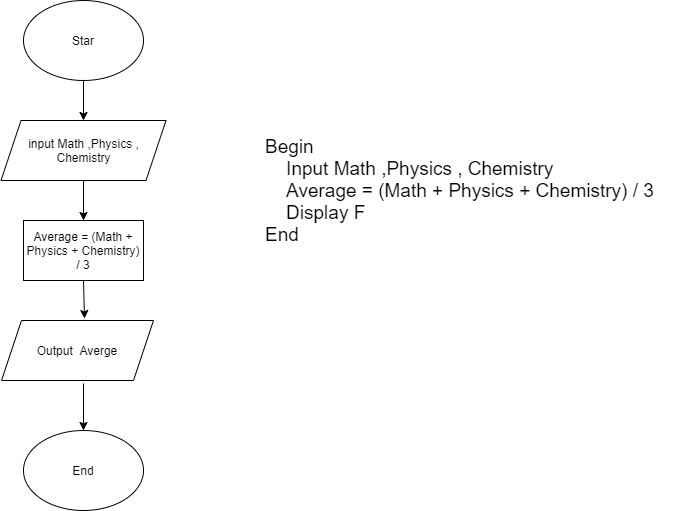 Star
input Math ,Physics ,
Chemistry
Average = (Math +
Physics + Chemistry)
/ 3
Output  Averge
End
Begin
Input Math ,Physics , Chemistry
Average = (Math + Physics + Chemistry) / 3
Display F
End